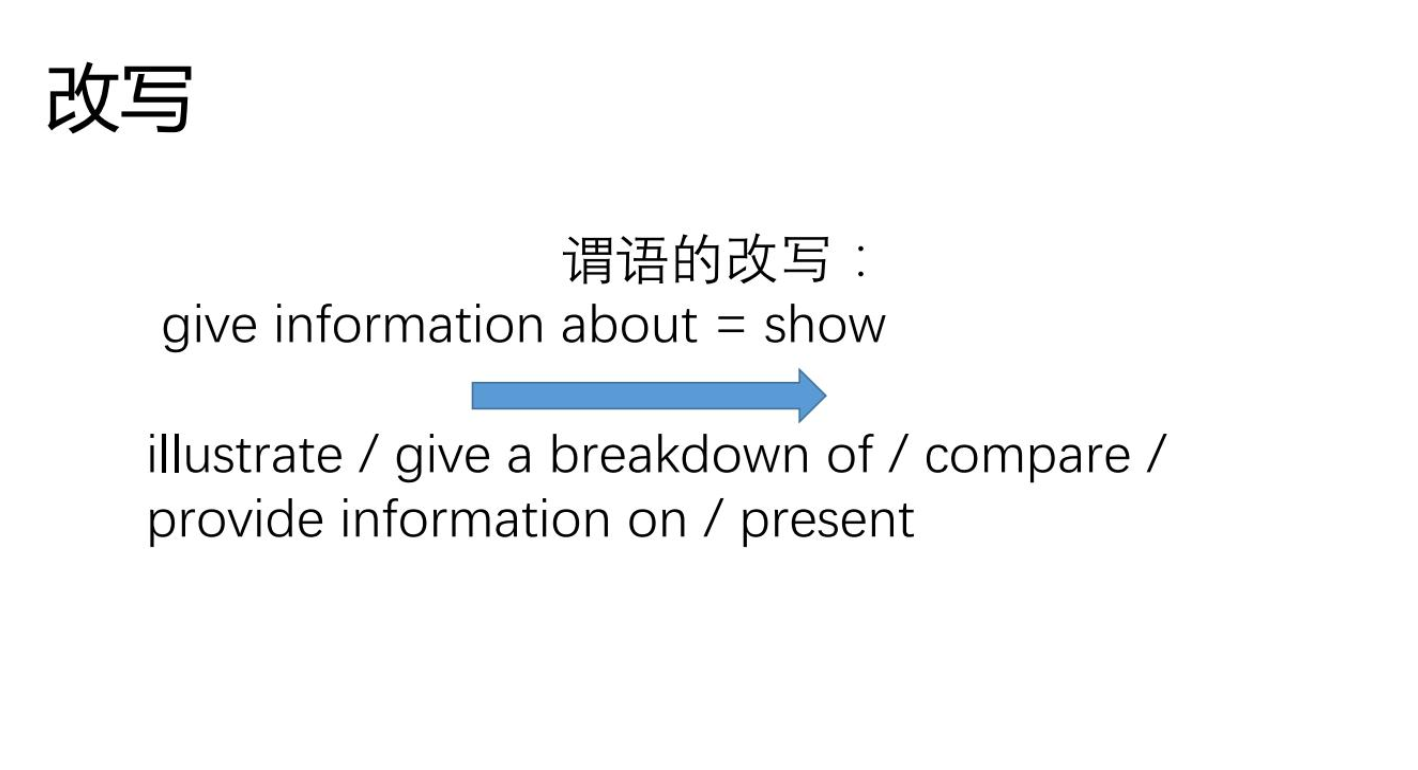 改写
谓语的改写：
give information about = show
illustrate / give a breakdown of / compare /
provide information on / present